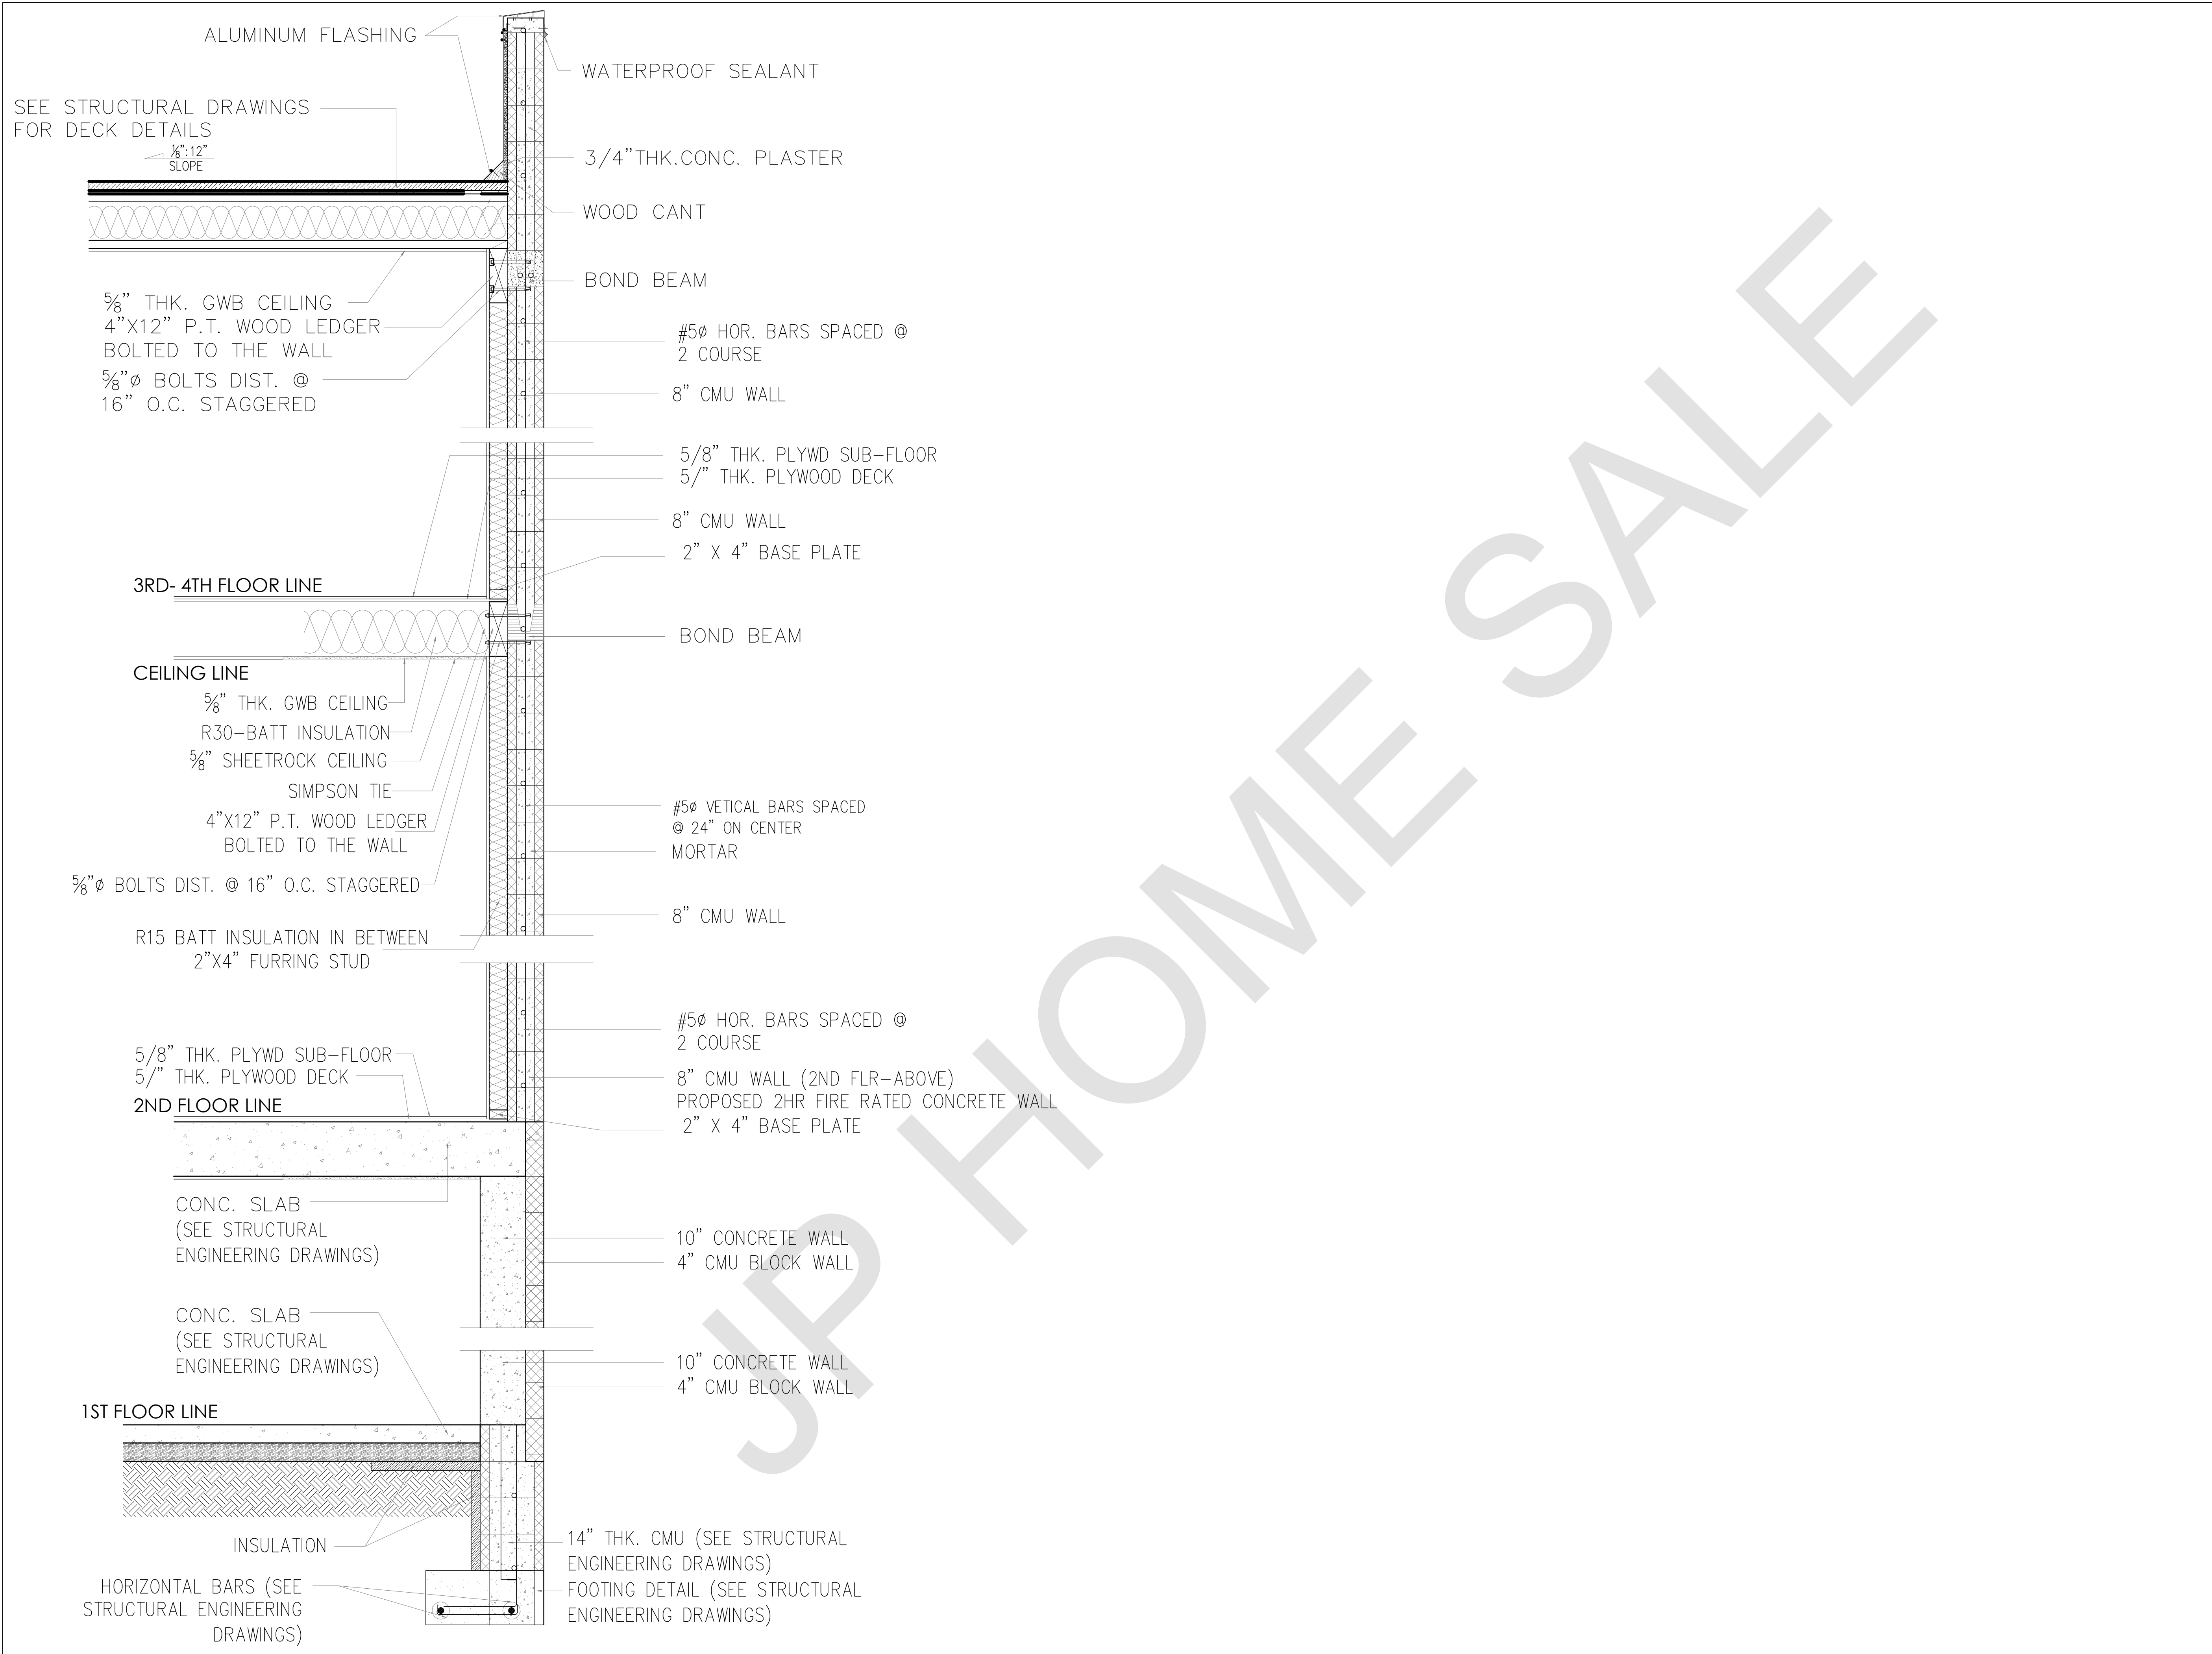 ALUMINUM FLASHING
WATERPROOF SEALANT
SEE STRUCTURAL DRAWINGS
FOR DECK DETAILS
⅛":12"
SLOPE
3/4"THK.CONC. PLASTER
WOOD CANT
BOND BEAM
⅝" THK. GWB CEILING
4"X12" P.T. WOOD LEDGER
BOLTED TO THE WALL
⅝"ø BOLTS DIST. @
16" O.C. STAGGERED
#5ø HOR. BARS SPACED @
2 COURSE
8" CMU WALL
5/8" THK. PLYWD SUB-FLOOR
5/" THK. PLYWOOD DECK
8" CMU WALL
2" X 4" BASE PLATE
3RD- 4TH FLOOR LINE
BOND BEAM
CEILING LINE
⅝" THK. GWB CEILING
R30-BATT INSULATION
⅝" SHEETROCK CEILING
SIMPSON TIE
4"X12" P.T. WOOD LEDGER
BOLTED TO THE WALL
⅝"ø BOLTS DIST. @ 16" O.C. STAGGERED
#5ø VETICAL BARS SPACED
@ 24" ON CENTER
MORTAR
8" CMU WALL
R15 BATT INSULATION IN BETWEEN
2"X4" FURRING STUD
#5ø HOR. BARS SPACED @
2 COURSE
5/8" THK. PLYWD SUB-FLOOR
5/" THK. PLYWOOD DECK
2ND FLOOR LINE
8" CMU WALL (2ND FLR-ABOVE)
PROPOSED 2HR FIRE RATED CONCRETE WALL
2" X 4" BASE PLATE
CONC. SLAB
(SEE STRUCTURAL
ENGINEERING DRAWINGS)
10" CONCRETE WALL
4" CMU BLOCK WALL
CONC. SLAB
(SEE STRUCTURAL
ENGINEERING DRAWINGS)
10" CONCRETE WALL
4" CMU BLOCK WALL
1ST FLOOR LINE
INSULATION
14" THK. CMU (SEE STRUCTURAL
ENGINEERING DRAWINGS)
HORIZONTAL BARS (SEE
STRUCTURAL ENGINEERING
DRAWINGS)
FOOTING DETAIL (SEE STRUCTURAL
ENGINEERING DRAWINGS)
JP HOME SALE